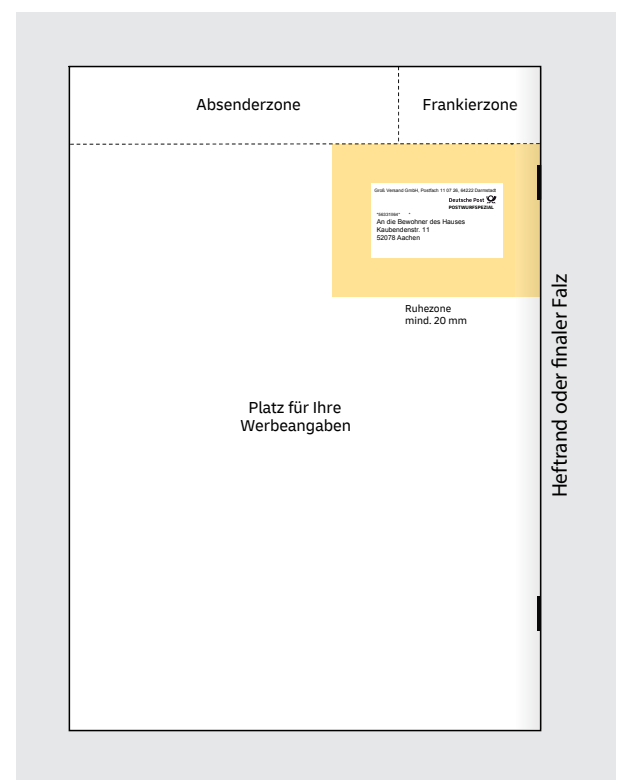 Absenderzone
Frankierzone
Groß Versand GmbH, Postfach 11 07 36, 64222 Darmstadt
Deutsche Post
POSTWURFSPEZIAL
An die Bewohner des Hauses
Kaubendenstr. 11
52078 Aachen
Ruhezone
mind. 20 mm
Heftrand oder finaler Falz
Platz für Ihre
Werbeangaben